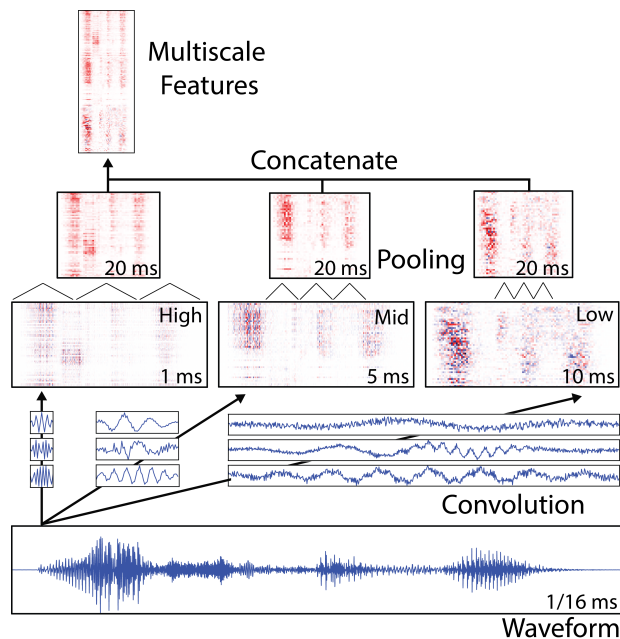 Multiscale
Features
Concatenate
20 ms
20 ms
20 ms
Pooling
High
1 ms
Mid
5 ms
Low
10 ms
Convolution
1/16 ms
Waveform